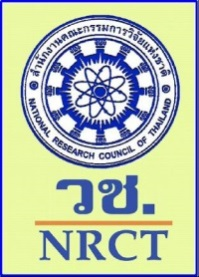 สำนักงานคณะกรรมการวิจัยแห่งชาติ
NATIONAL RESEARCH COUNCIL OF THAILAND
วช.
NRCT